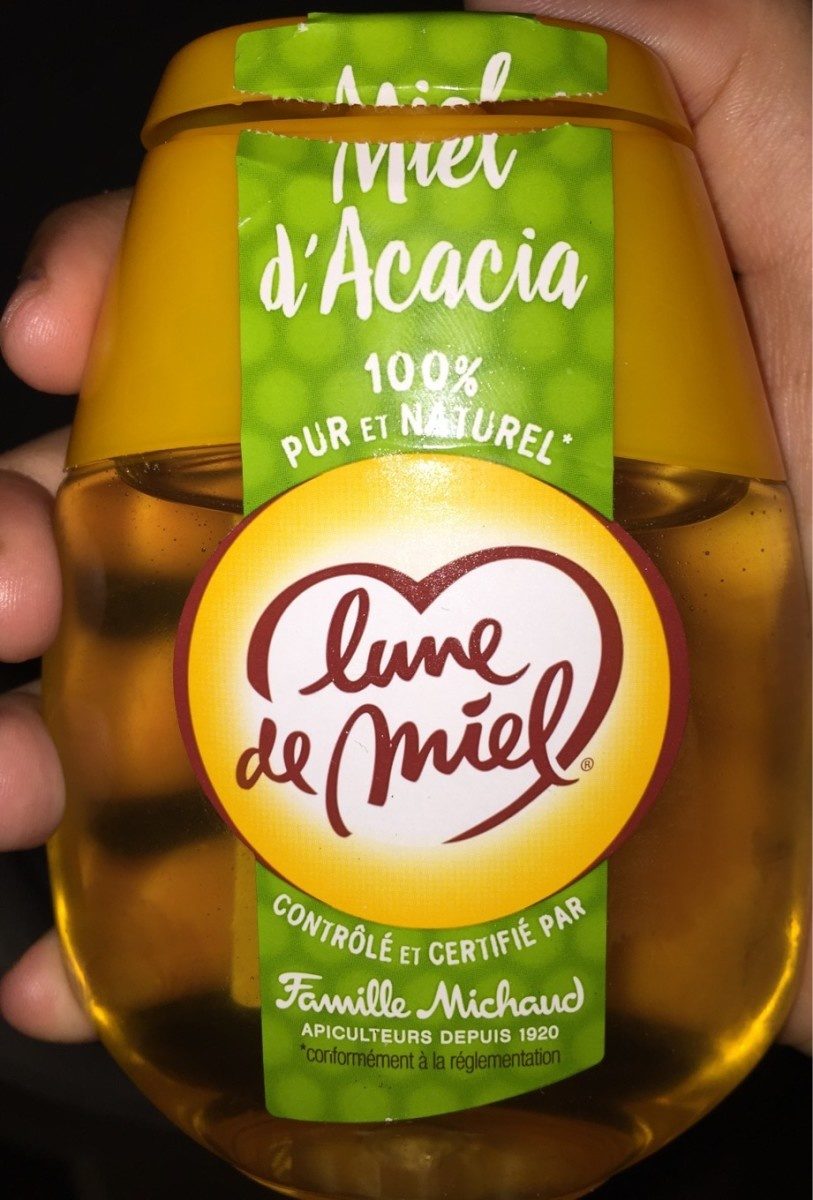 Miel
d'Acacia
100%
PUR ET NATUREL*
lune
de miel®
CONTRÔLÉ ET CERTIFIÉ PAR
Famille Michaud
APICULTEURS DEPUIS 1920
*conformément à la réglementation